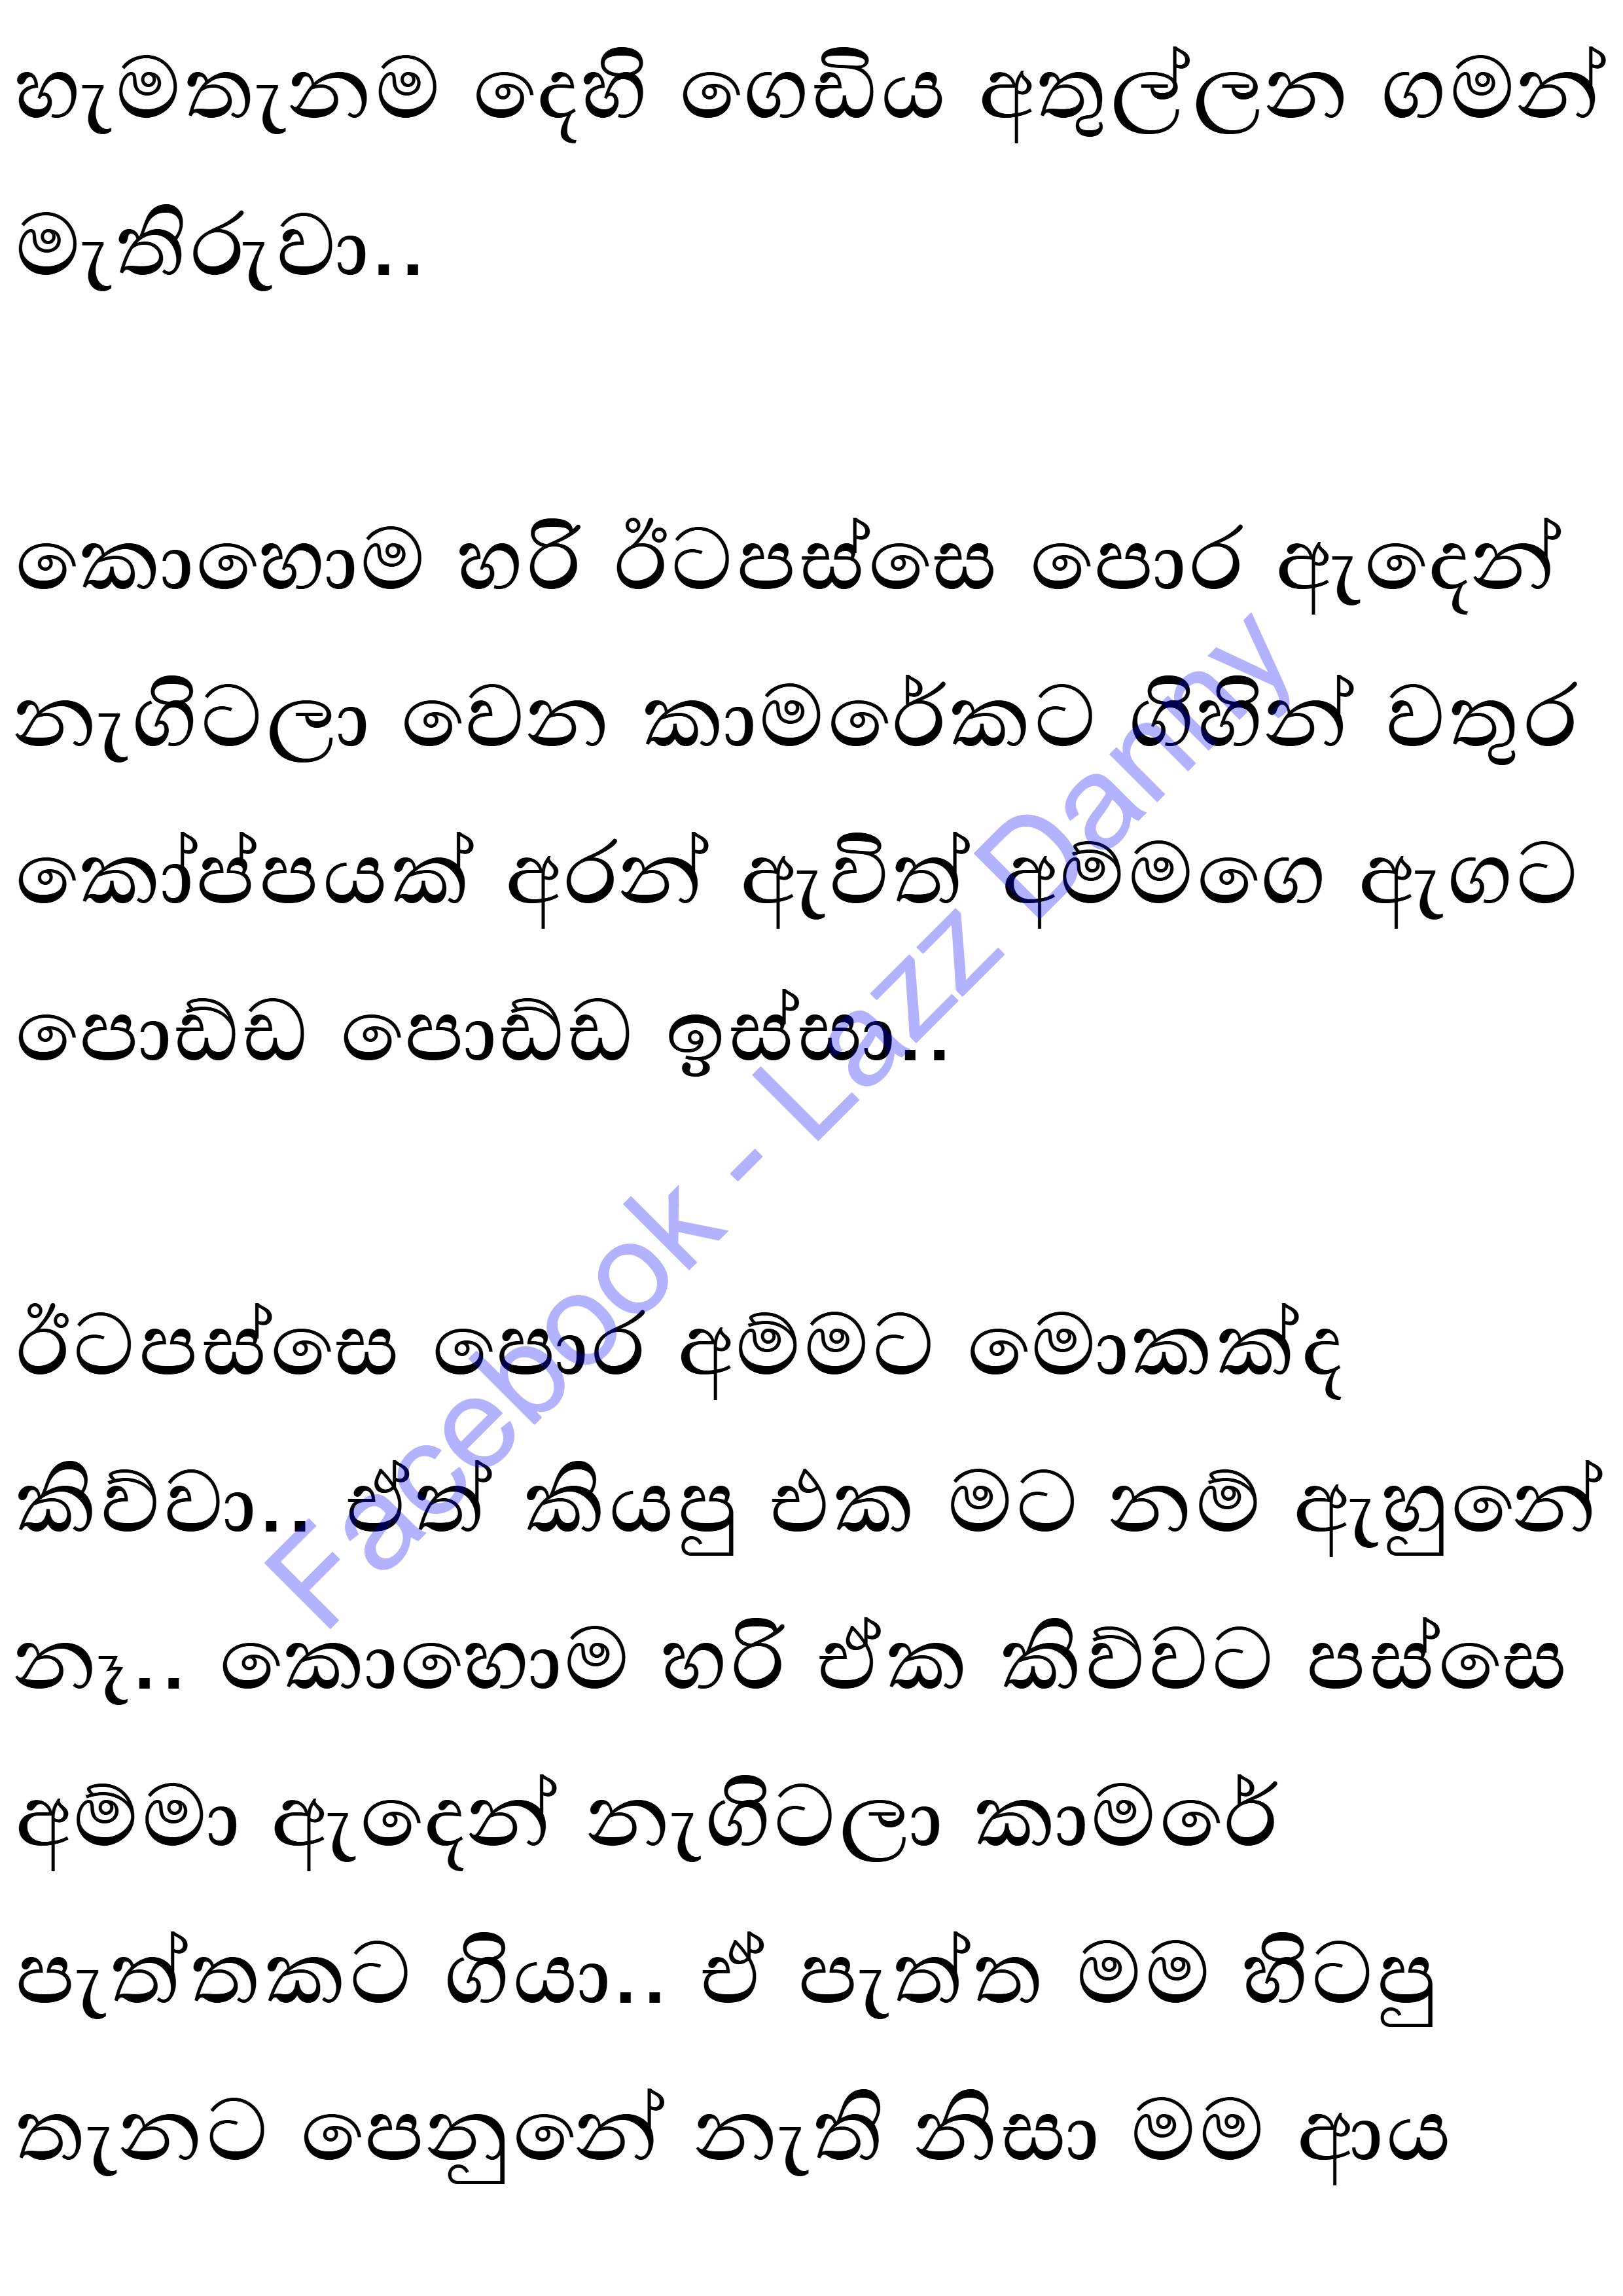 හැමතැනම දෙහි ගෙඩිය අතුල්ලන ගමන්
මැතිරුවා..
කොහොම හරි ඊටපස්සෙ පොර ඇදෙන්
නැගිටලා වෙන කාමරේකට ගිහින් වතුර
කෝප්පයක් අරන් ඇවිත් අම්මගෙ ඇගට
පොඩ්ඩ පොඩ්ඩ ඉස්සා..
ඊටපස්සෙ පොර අම්මට මොකක්ද
කිව්වා.. ඒත් කියපු එක මට නම් ඇහුනේ
නෑ.. කොහොම හරි ඒක කිව්වට පස්සෙ
අම්මා ඇදෙන් නැගිටලා කාමරේ
පැත්තකට ගියා.. ඒ පැත්ත මම හිටපු
තැනට පෙනුනේ නැති නිසා මම ආය
Facebook - Lazz Danny